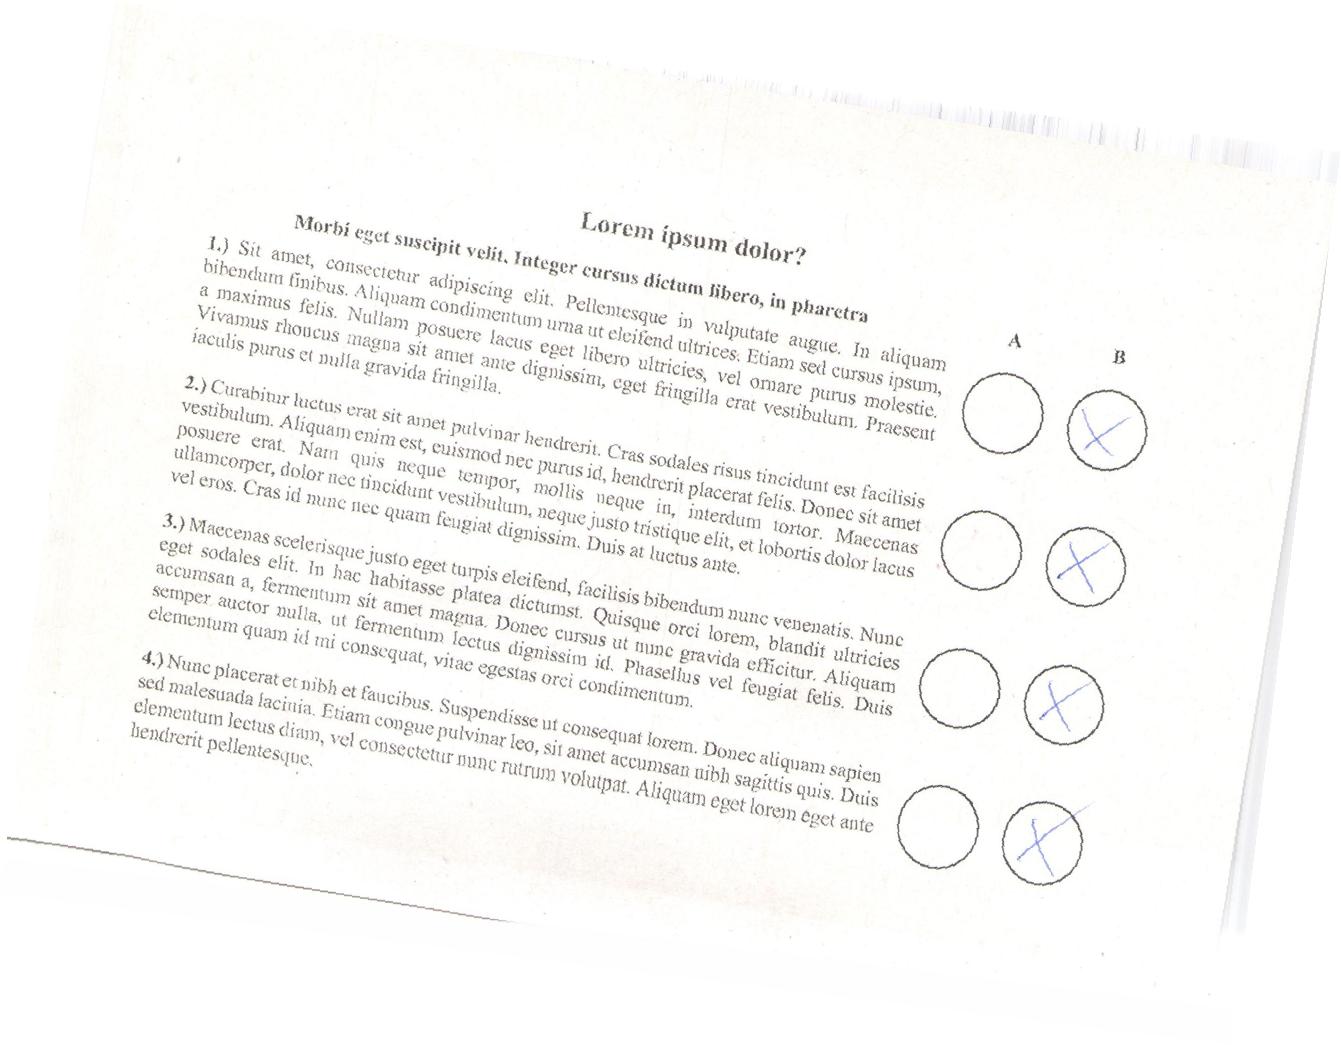 Lorem ipsum dolor?
Morbi eget suscipit velit. Integer cursus dictum libero, in pharetra
A
B
1.) Sit amet, consectetur adipiscing elit. Pellentesque in vulputate augue. In aliquam
bibendum finibus. Aliquam condimentum urna ut eleifend ultrices. Etiam sed cursus ipsum,
a maximus felis. Nullam posuere lacus eget libero ultricies, vel ornare purus molestie.
Vivamus rhoucus magna sit amet ante dignissim, eget fringilla erat vestibulum. Praesent
iaculis purus et nulla gravida fringilla.
2.) Curabitur luctus erat sit amet pulvinar hendrerit. Cras sodales risus tincidunt est facilisis
vestibulum. Aliquam enim est, euismod nec purus id, hendrerit placerat felis. Donec sit amet
posuere erat. Nam quis neque tempor, mollis neque in, interdum tortor. Maecenas
ullamcorper, dolor nec tincidunt vestibulum, neque justo tristique elit, et lobortis dolor lacus
vel eros. Cras id nunc nec quam feugiat dignissim. Duis at luctus ante.
3.) Maecenas scelerisque justo eget turpis eleifend, facilisis bibendum nunc venenatis. Nunc
eget sodales elit. In hac habitasse platea dictumst. Quisque orci lorem, blandit ultricies
accumsan a, fermentum sit amet magna. Donec cursus ut nunc gravida efficitur. Aliquam
semper auctor nulla, ut fermentum lectus dignissim id. Phasellus vel feugiat felis. Duis
elementum quam id mi consequat, vitae egestas orci condimentum.
4.) Nunc placerat et nibh et faucibus. Suspendisse ut consequat lorem. Donec aliquam sapien
sed malesuada lacinia. Etiam congue pulvinar leo, sit amet accumsan nibh sagittis quis. Duis
elementum lectus diam, vel consectetur nunc rutrum volutpat. Aliquam eget lorem eget ante
hendrerit pellentesque.